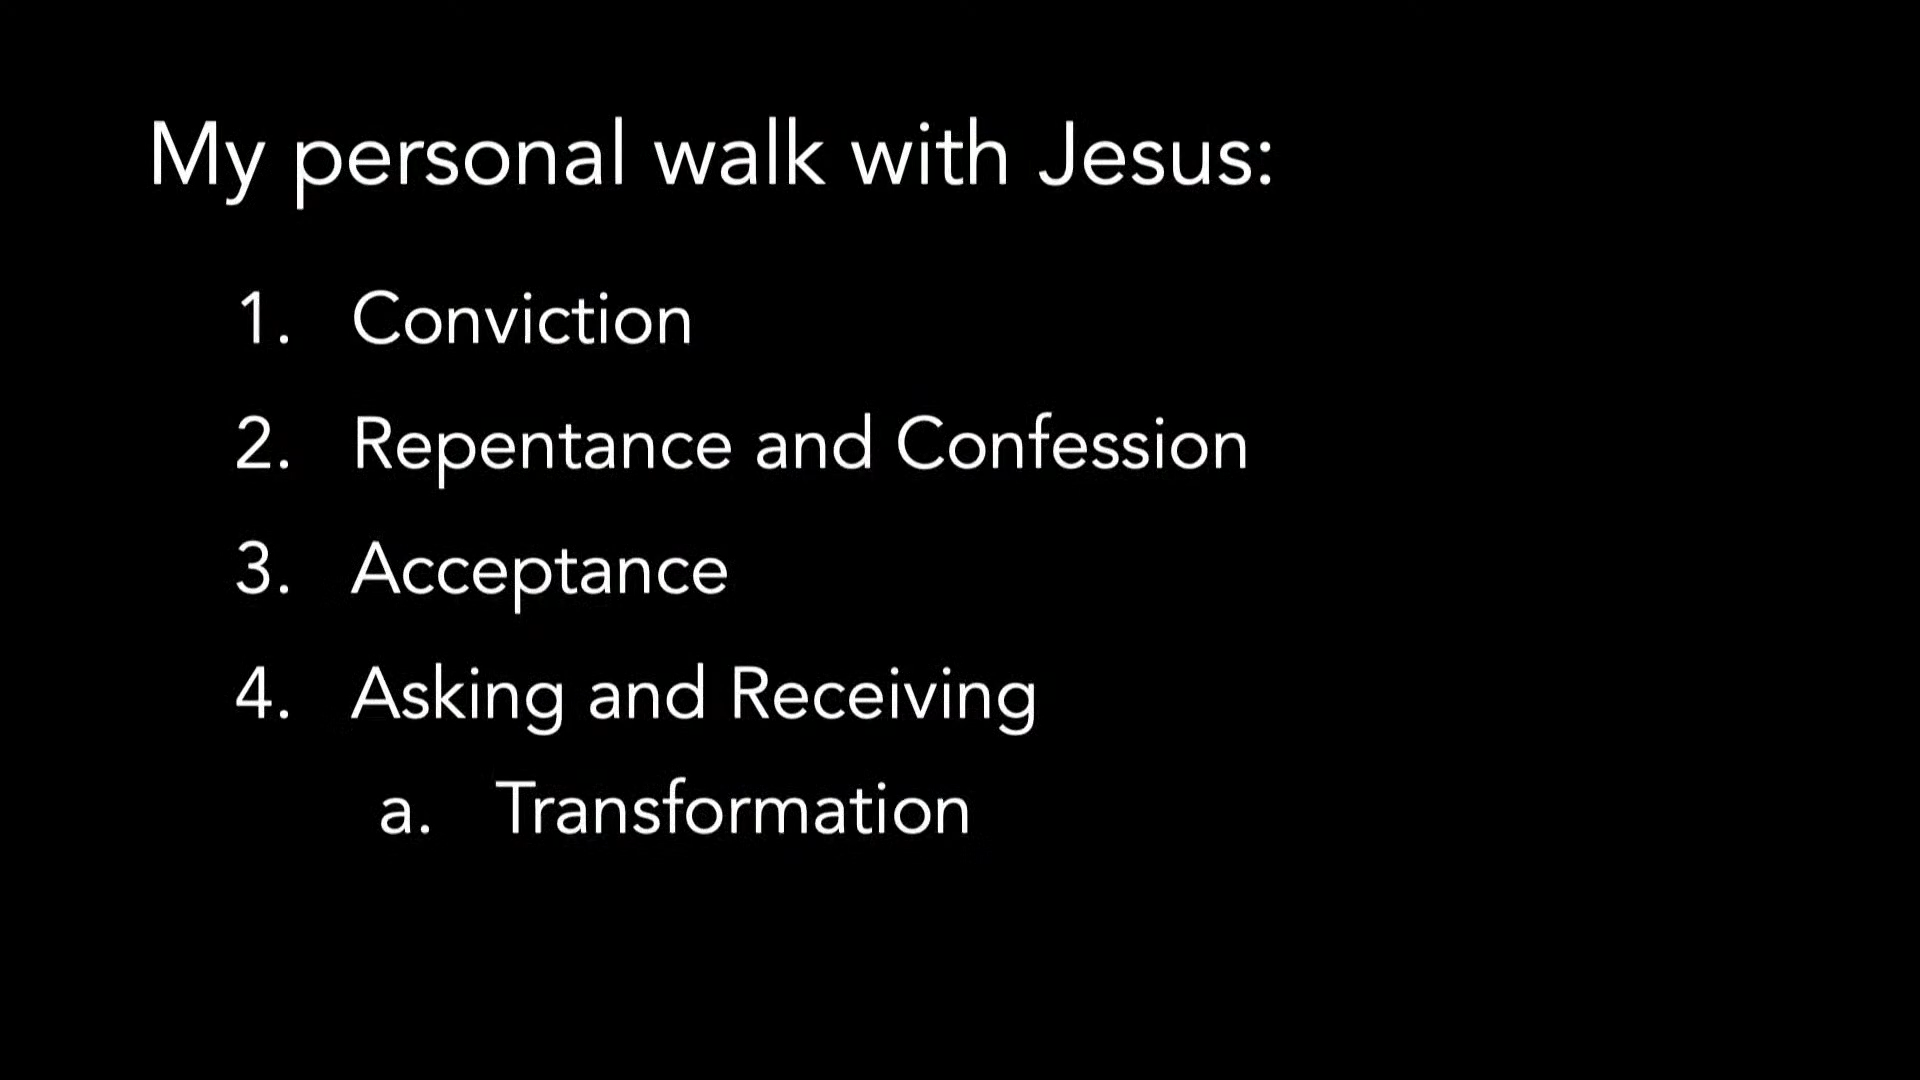 My personal walk with Jesus:
1. Conviction
2. Repentance and Confession
3. Acceptance
4. Asking and Receiving
a. Transformation